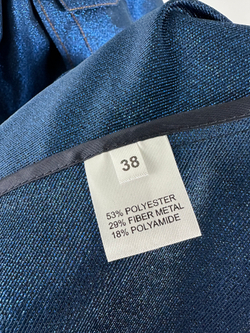 38
53% POLYESTER
29% FIBER METAL
18% POLYAMIDE